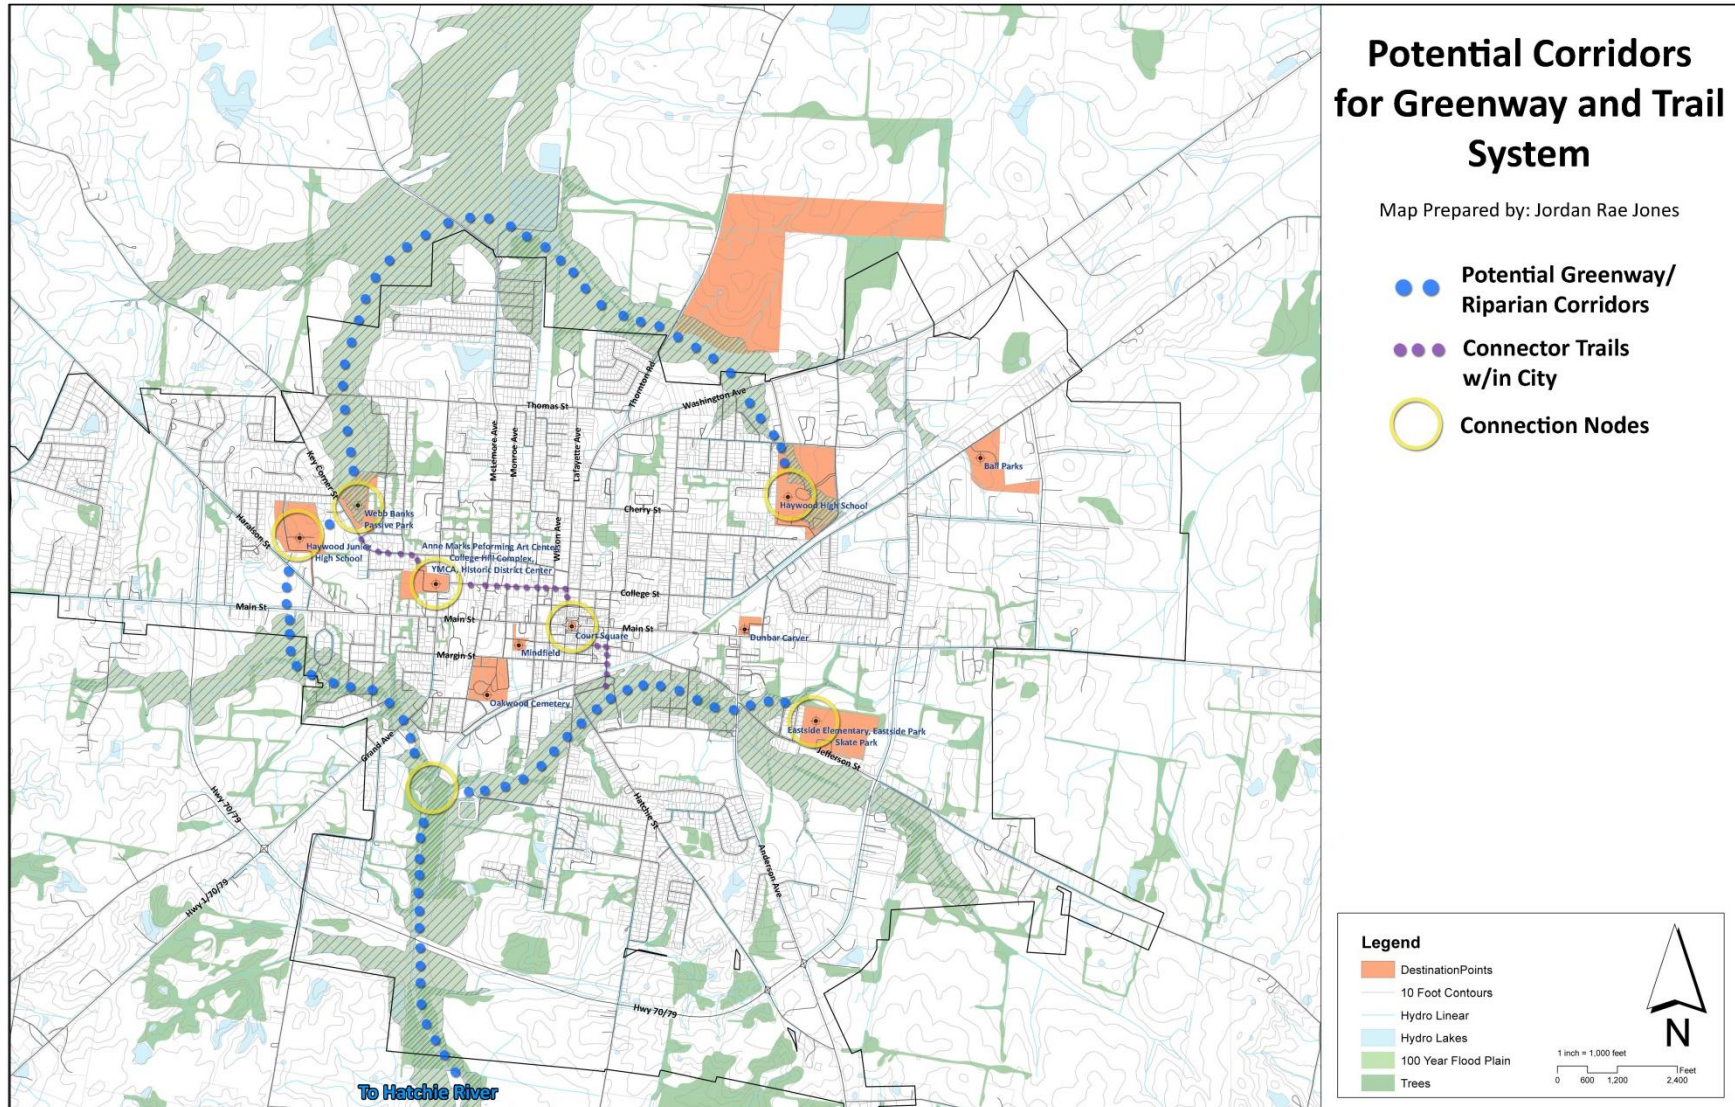 Potential Corridors
for Greenway and Trail
System
Map Prepared by: Jordan Rae Jones
Potential Greenway/
Riparian Corridors
Connector Trails
w/in City
Connection Nodes
Thornton Rd
Washington Ave
Thomas St
McLemore Ave
Monroe Ave
Lafayette Ave
Key Corner St
Ball Parks
Haywood High School
Cherry St
Webb Banks
Passive Park
Haralson St
Haywood Junior
High School
Wilson Ave
Anne Marks Peforming Art Center,
College Hill Complex,
YMCA, Historic District Center
College St
Main St
Main St
Main St
Court Square
Dunbar Carver
Mindfield
Margin St
Oakwood Cemetery
Eastside Elementary, Eastside Park
Skate Park
Jefferson St
Grand Ave
Hwy 70/79
Hatchie St
Anderson Ave
Hwy 1/70/79
Hwy 70/79
To Hatchie River
Legend
DestinationPoints
10 Foot Contours
Hydro Linear
Hydro Lakes
100 Year Flood Plain
Trees
N
1 inch = 1,000 feet
Feet
0 600 1,200 2,400